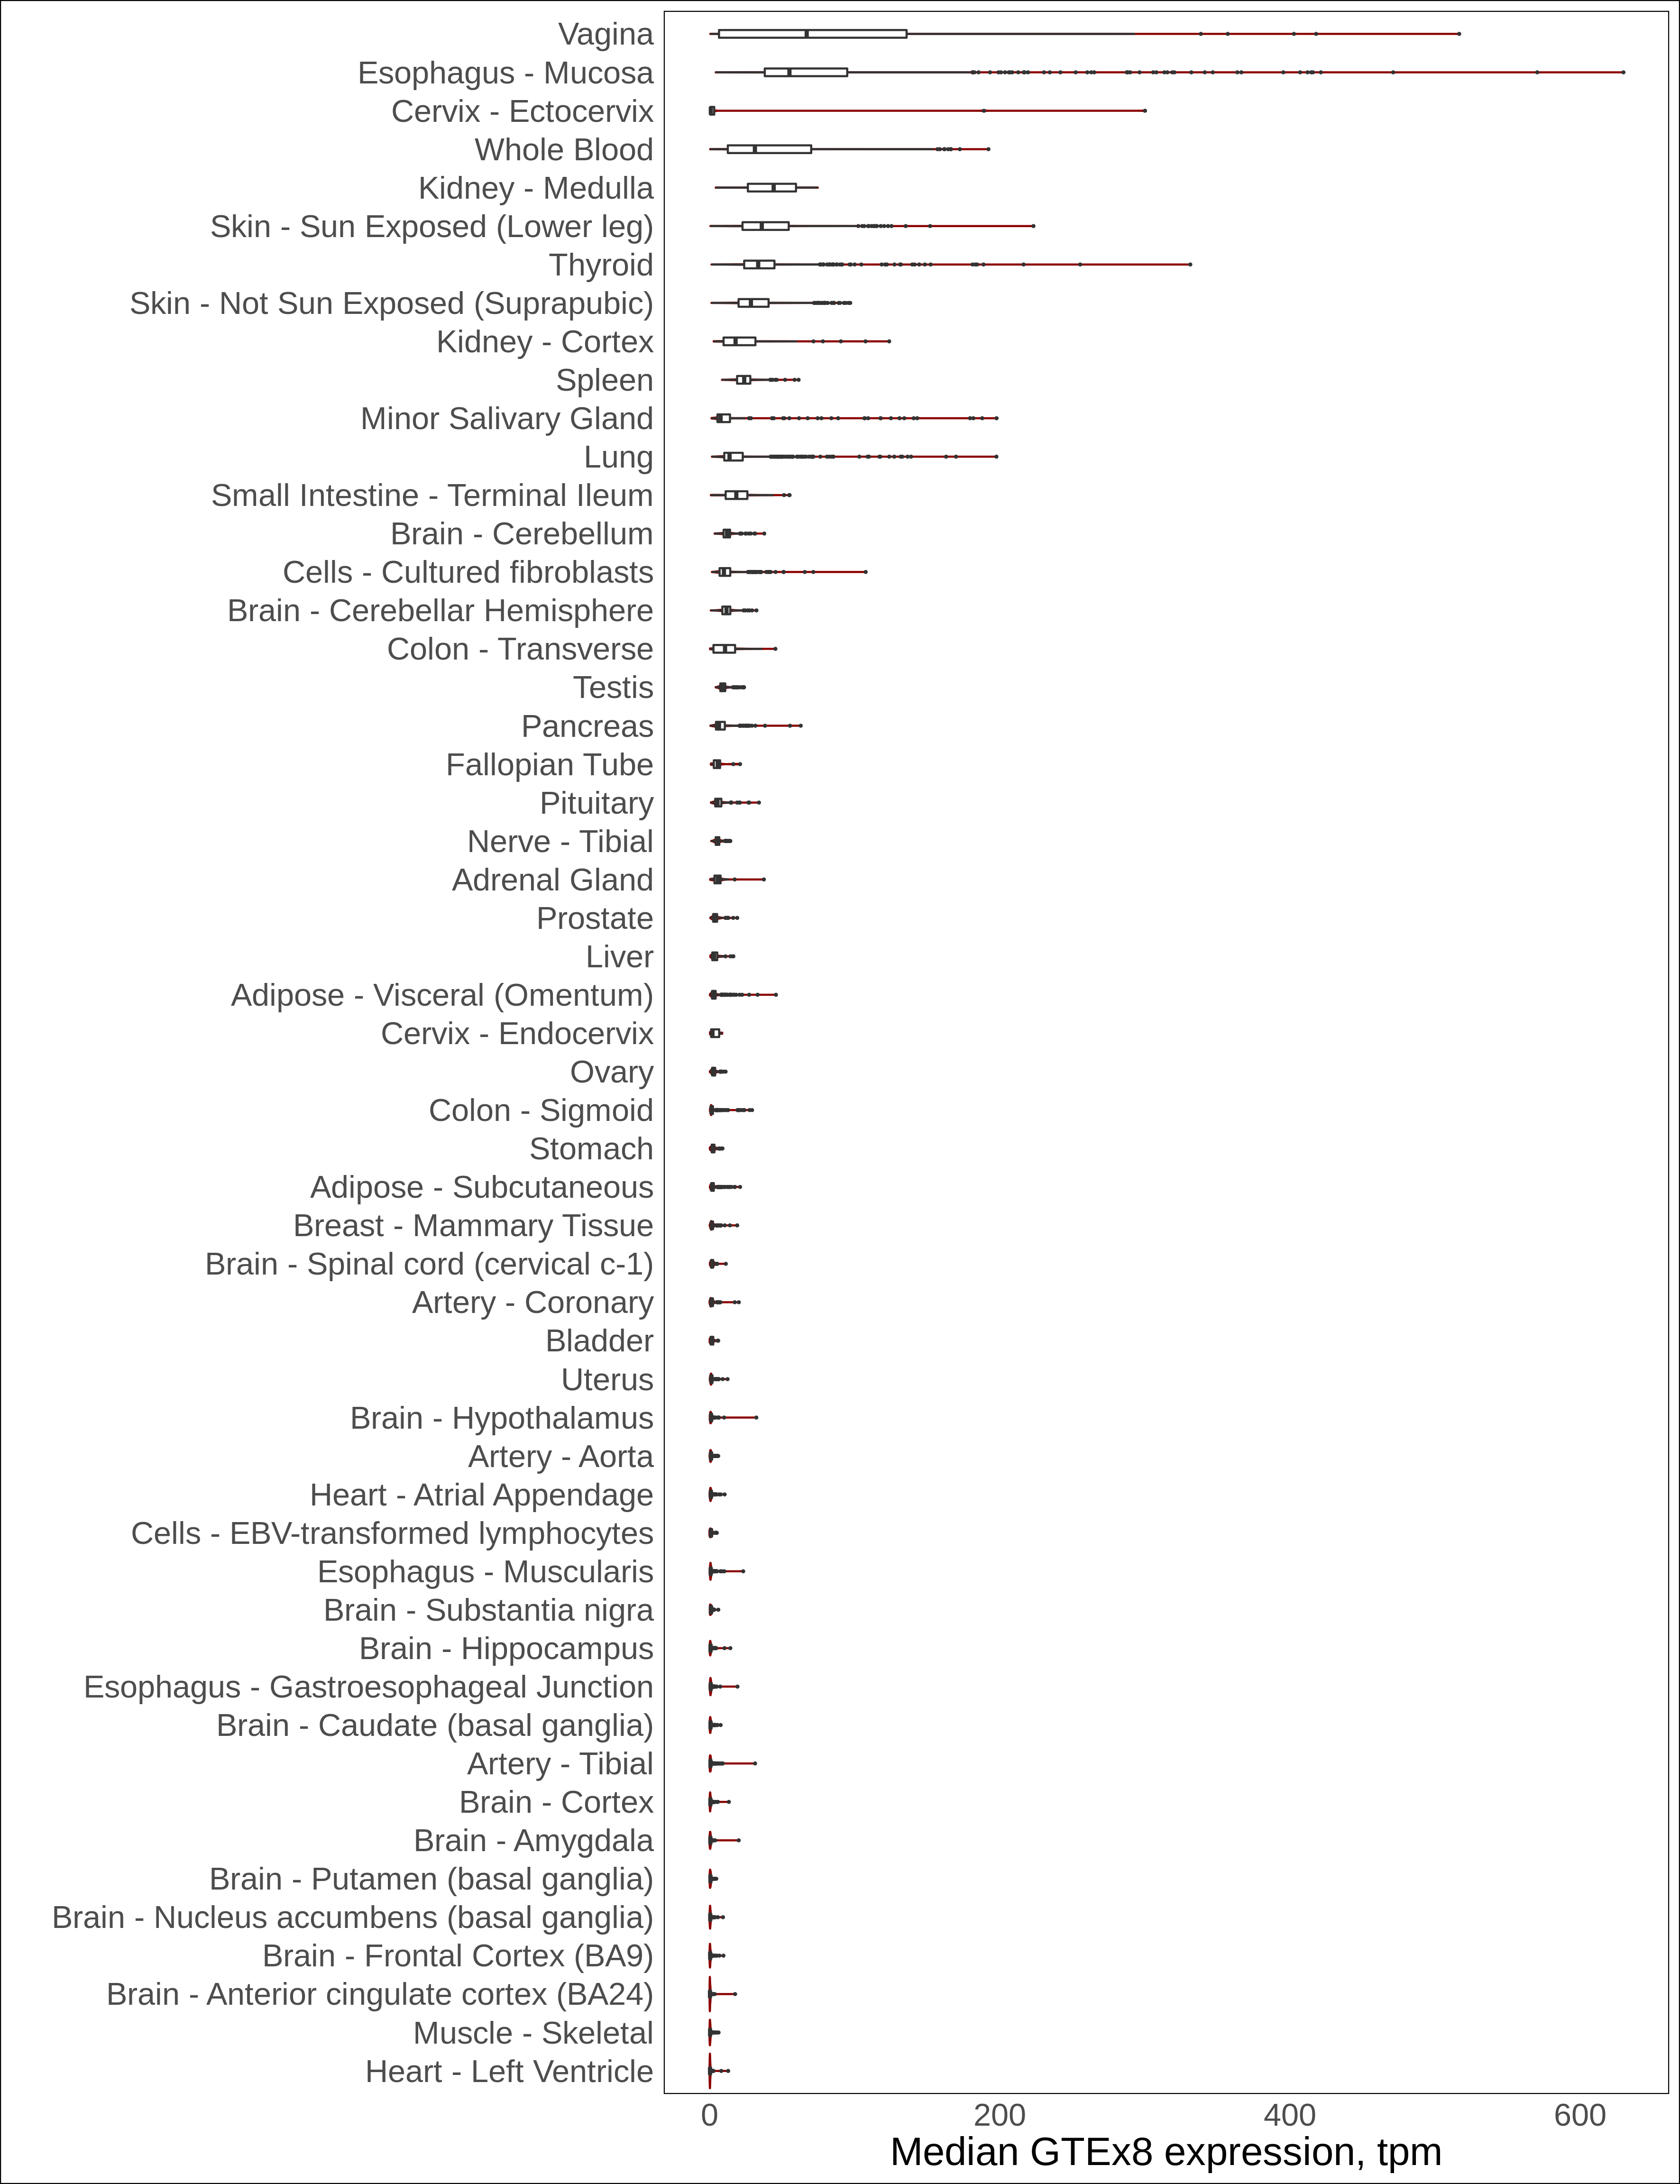 Vagina
Esophagus - Mucosa
Cervix - Ectocervix
Whole Blood
Kidney - Medulla
Skin - Sun Exposed (Lower leg)
Thyroid
Skin - Not Sun Exposed (Suprapubic)
Kidney - Cortex
Spleen
Minor Salivary Gland
Lung
Small Intestine - Terminal Ileum
Brain - Cerebellum
Cells - Cultured fibroblasts
Brain - Cerebellar Hemisphere
Colon - Transverse
Testis
Pancreas
Fallopian Tube
Pituitary
Nerve - Tibial
Adrenal Gland
Prostate
Liver
Adipose - Visceral (Omentum)
Cervix - Endocervix
Ovary
Colon - Sigmoid
Stomach
Adipose - Subcutaneous
Breast - Mammary Tissue
Brain - Spinal cord (cervical c-1)
Artery - Coronary
Bladder
Uterus
Brain - Hypothalamus
Artery - Aorta
Heart - Atrial Appendage
Cells - EBV-transformed lymphocytes
Esophagus - Muscularis
Brain - Substantia nigra
Brain - Hippocampus
Esophagus - Gastroesophageal Junction
Brain - Caudate (basal ganglia)
Artery - Tibial
Brain - Cortex
Brain - Amygdala
Brain - Putamen (basal ganglia)
Brain - Nucleus accumbens (basal ganglia)
Brain - Frontal Cortex (BA9)
Brain - Anterior cingulate cortex (BA24)
Muscle - Skeletal
Heart - Left Ventricle
0 200 400 600
Median GTEx8 expression, tpm